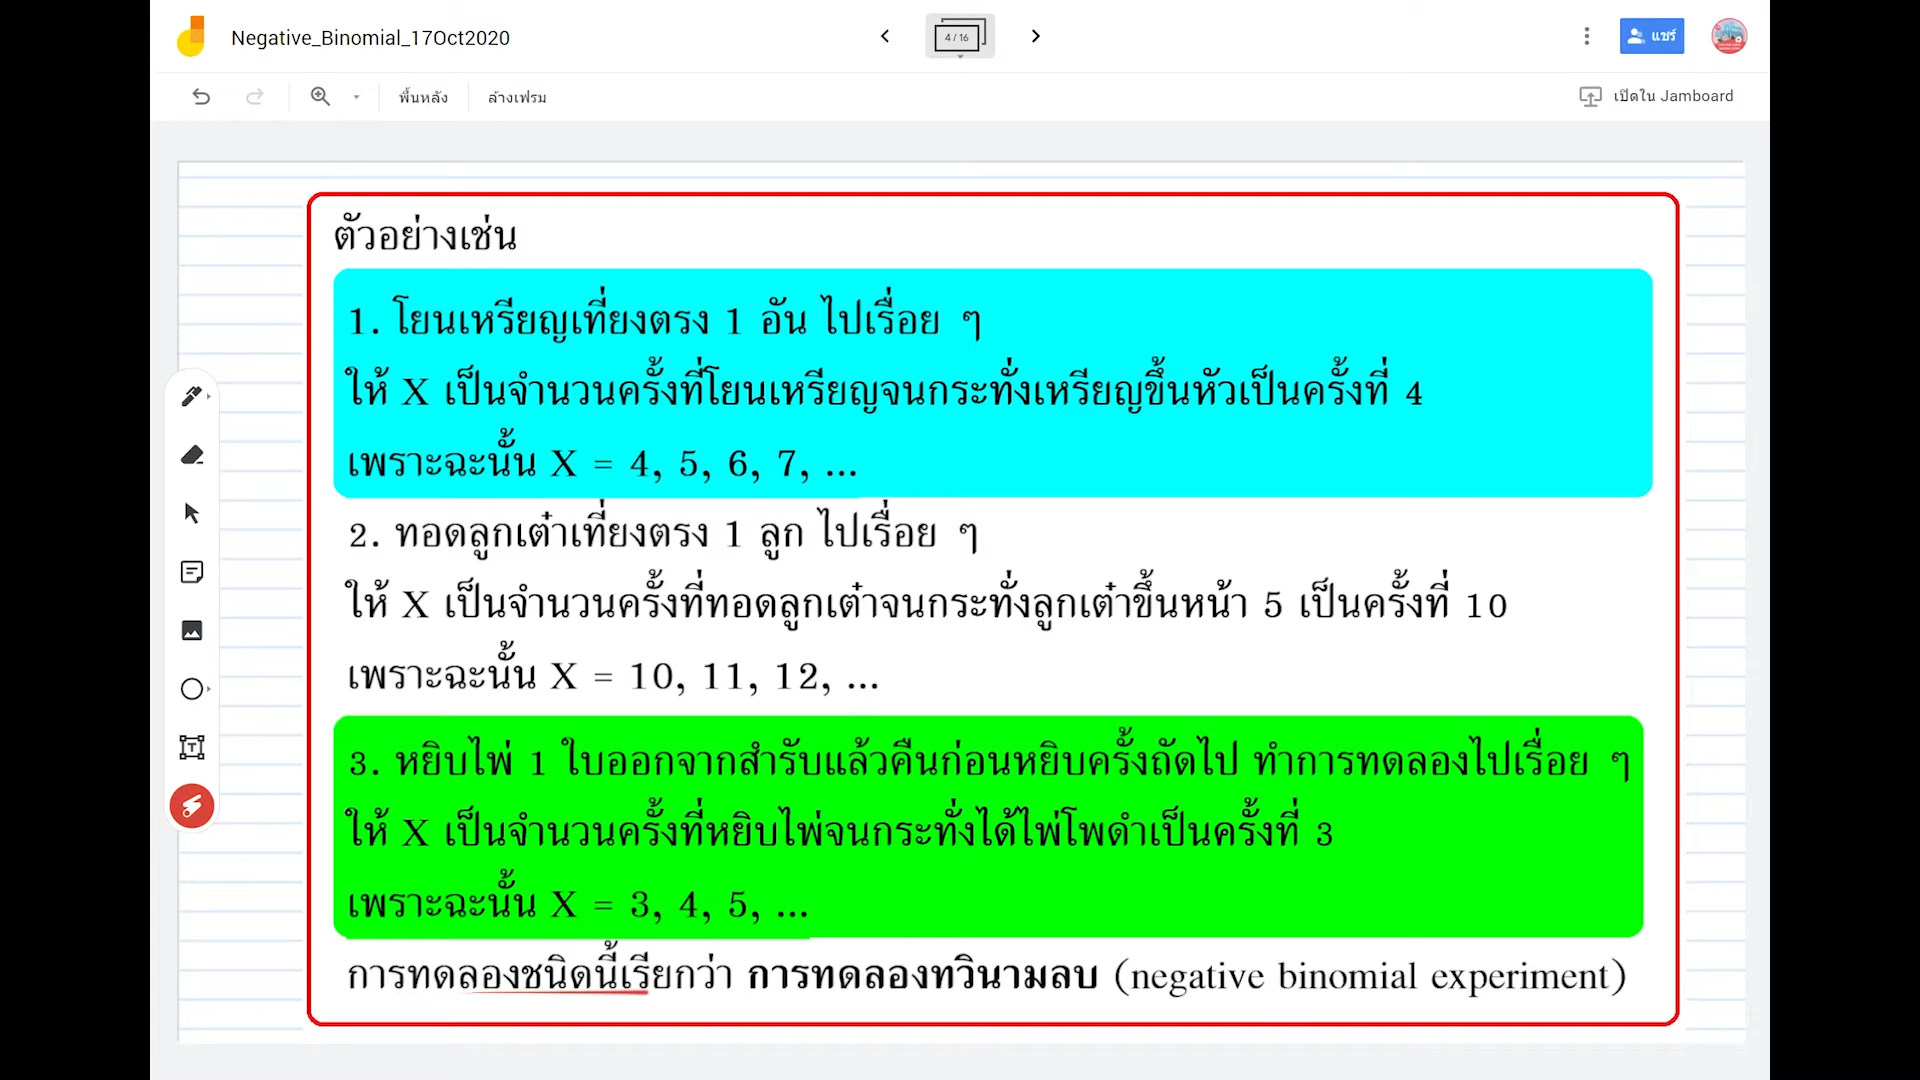 Negative_Binomial_17Oct2020
4 / 16
แชร์
พื้นหลัง
ล้างเฟรม
เปิดใน Jamboard
ตัวอย่างเช่น
1. โยนเหรียญเที่ยงตรง 1 อัน ไปเรื่อย ๆ
ให้ X เป็นจำนวนครั้งที่โยนเหรียญจนกระทั่งเหรียญขึ้นหัวเป็นครั้งที่ 4
เพราะฉะนั้น X = 4, 5, 6, 7, ...
2. ทอดลูกเต๋าเที่ยงตรง 1 ลูก ไปเรื่อย ๆ
ให้ X เป็นจำนวนครั้งที่ทอดลูกเต๋าจนกระทั่งลูกเต๋าขึ้นหน้า 5 เป็นครั้งที่ 10
เพราะฉะนั้น X = 10, 11, 12, ...
3. หยิบไพ่ 1 ใบออกจากสำรับแล้วคืนก่อนหยิบครั้งถัดไป ทำการทดลองไปเรื่อย ๆ
ให้ X เป็นจำนวนครั้งที่หยิบไพ่จนกระทั่งได้ไพ่โพดำเป็นครั้งที่ 3
เพราะฉะนั้น X = 3, 4, 5, ...
การทดลองชนิดนี้เรียกว่า การทดลองทวินามลบ (negative binomial experiment)